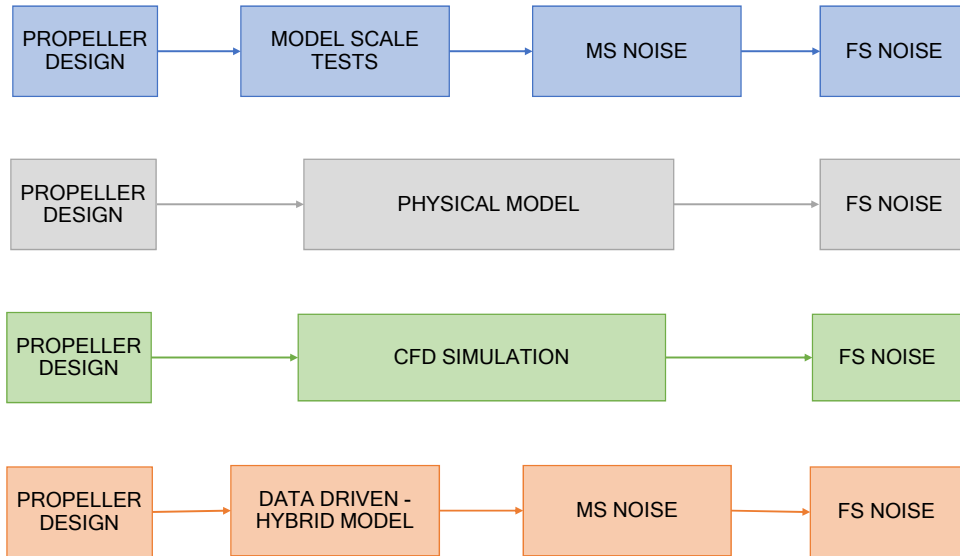 PROPELLER
DESIGN
MODEL SCALE
TESTS
MS NOISE
FS NOISE
PROPELLER
DESIGN
PHYSICAL MODEL
FS NOISE
PROPELLER
DESIGN
CFD SIMULATION
FS NOISE
PROPELLER
DESIGN
DATA DRIVEN -
HYBRID MODEL
MS NOISE
FS NOISE